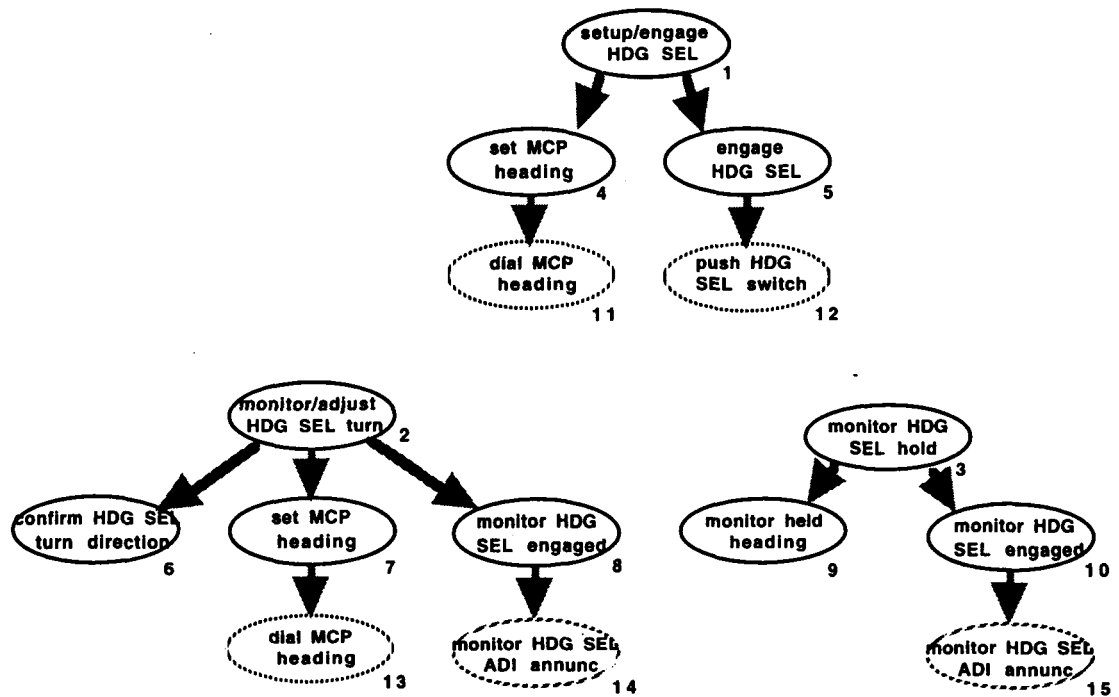 setup/engage
HDG SEL
1
set MCP
heading
4
engage
HDG SEL
5
dial MCP
heading
11
push HDG
SEL switch
12
monitor/adjust
HDG SEL turn
2
monitor HDG
SEL hold
3
confirm HDG SEL
turn direction
6
set MCP
heading
7
monitor HDG
SEL engaged
8
monitor held
heading
9
monitor HDG
SEL engaged
10
dial MCP
heading
13
monitor HDG SEL
ADI annunc
14
monitor HDG SEL
ADI annunc
15